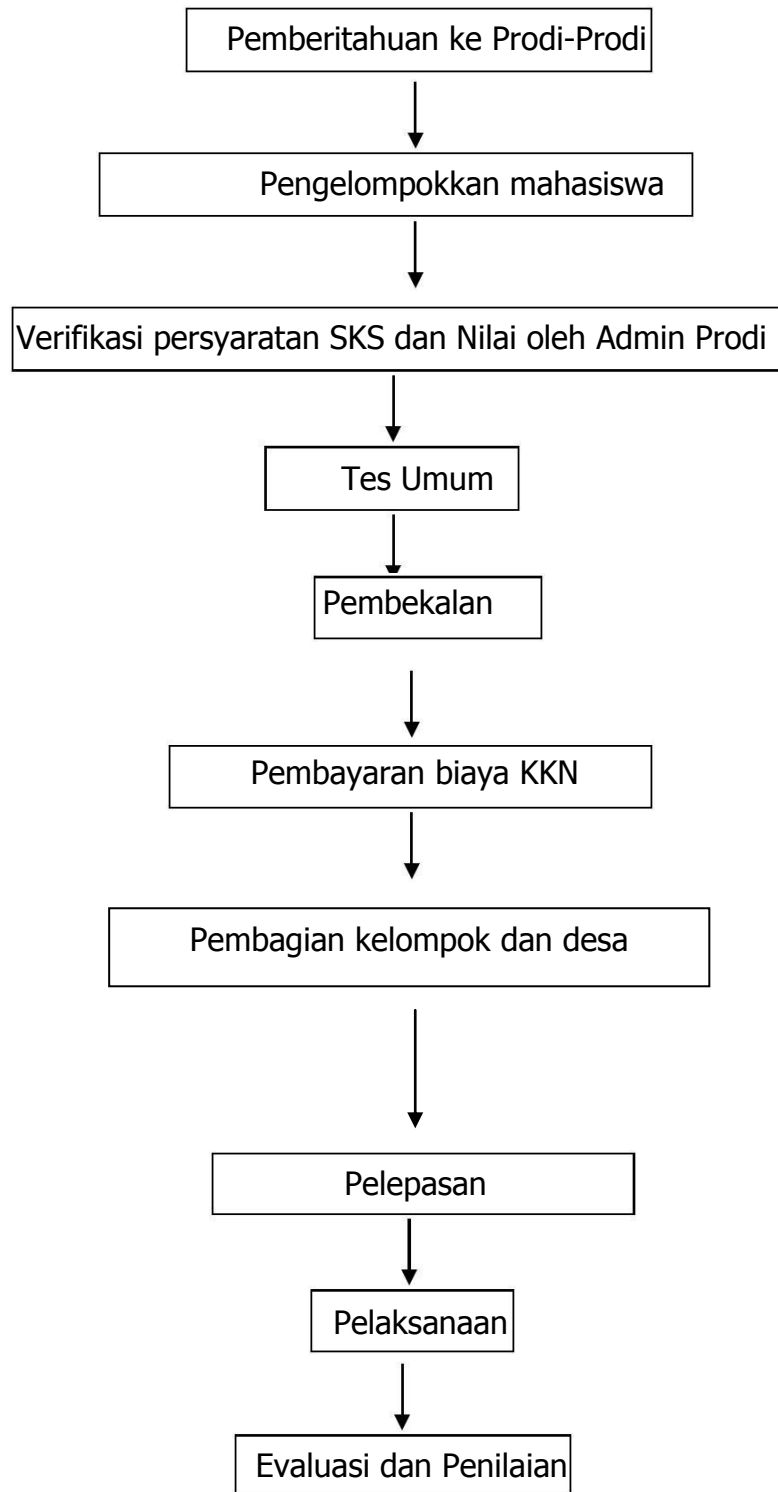 Pemberitahuan ke Prodi-Prodi
Pengelompokkan mahasiswa
Verifikasi persyaratan SKS dan Nilai oleh Admin Prodi
Tes Umum
Pembekalan
Pembayaran biaya KKN
Pembagian kelompok dan desa
Pelepasan
Pelaksanaan
Evaluasi dan Penilaian